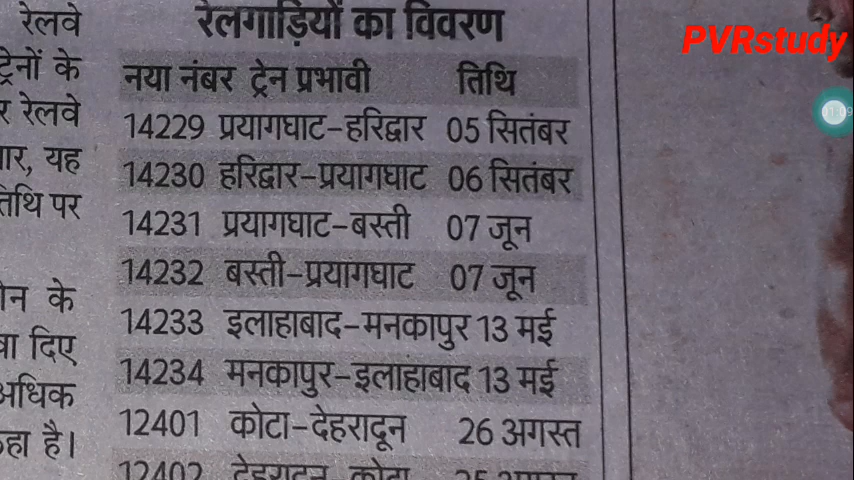 रेलवे
ट्रेनों के
र रेलवे
गार, यह
तिथि पर
के
दिए
अधिक
है।
रेलगाड़ियों का विवरण
नया नंबर ट्रेन प्रभावी तिथि
14229 प्रयागघाट-हरिद्वार 05 सितंबर
14230 हरिद्वार-प्रयागघाट 06 सितंबर
14231 प्रयागघाट-बस्ती 07 जून
14232 बस्ती-प्रयागघाट 07 जून
14233 इलाहाबाद-मनकापुर 13 मई
14234 मनकापुर-इलाहाबाद 13 मई
12401 कोटा-देहरादून 26 अगस्त
12402 देहरादून-कोटा
PVRstudy